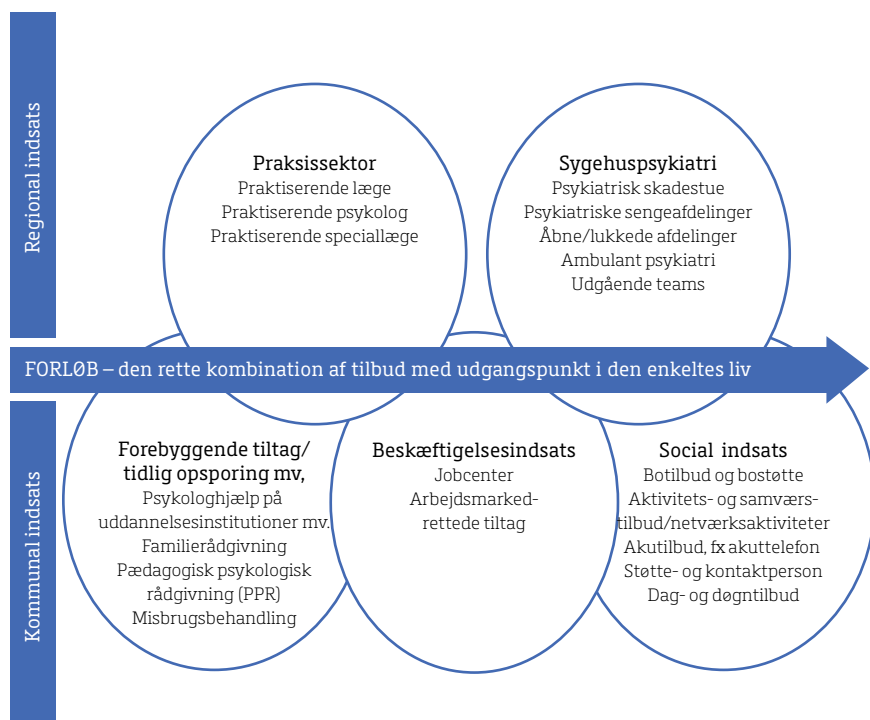 Regional indsats
Praksissektor
Praktiserende læge
Praktiserende psykolog
Praktiserende speciallæge
Sygehuspsykiatri
Psykiatrisk skadestue
Psykiatriske sengeafdelinger
Åbne/lukkede afdelinger
Ambulant psykiatri
Udgående teams
FORLØB – den rette kombination af tilbud med udgangspunkt i den enkeltes liv
Kommunal indsats
Forebyggende tiltag/
tidlig opsporing mv,
Psykologhjælp på
uddannelsesinstitutioner mv.
Familierådgivning
Pædagogisk psykologisk
rådgivning (PPR)
Misbrugsbehandling
Beskæftigelsesindsats
Jobcenter
Arbejdsmarked-
rettede tiltag
Social indsats
Botilbud og bostøtte
Aktivitets- og samværs-
tilbud/netværksaktiviteter
Akutilbud, fx akuttelefon
Støtte- og kontaktperson
Dag- og døgntilbud